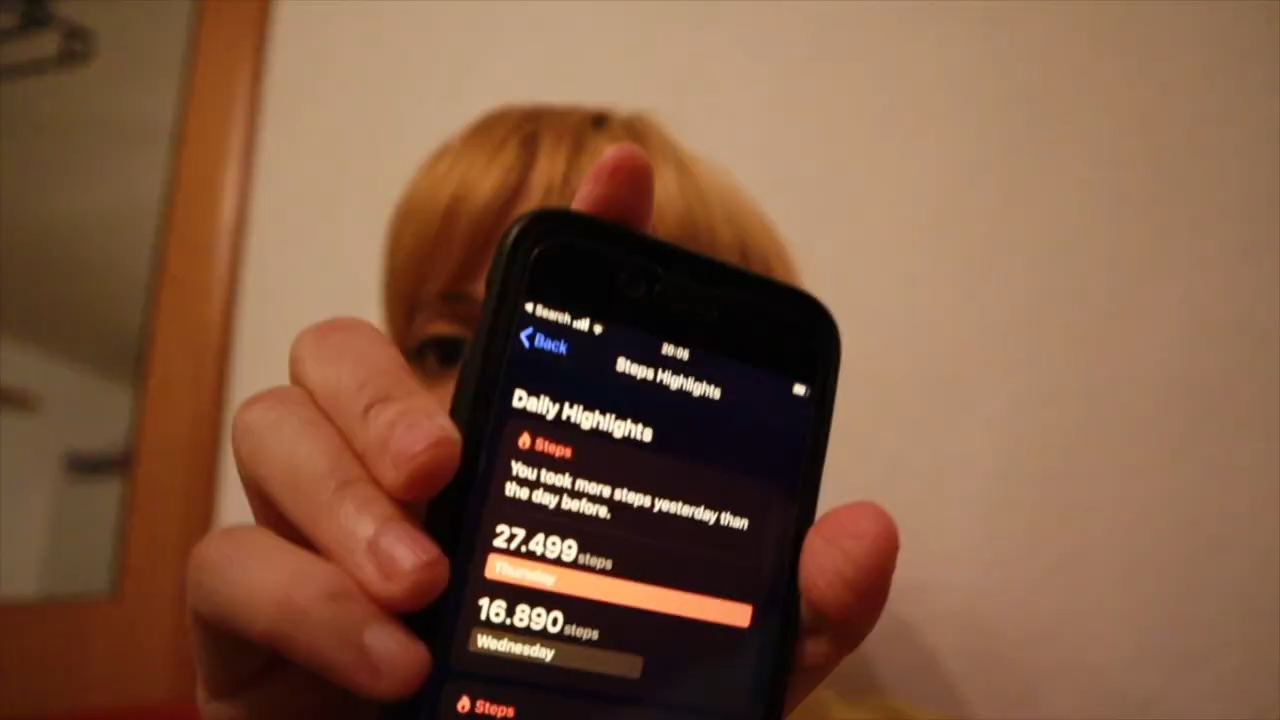 Search
20:05
Back
Steps Highlights
Daily Highlights
Steps
You took more steps yesterday than
the day before.
27.499 steps
Thursday
16.890 steps
Wednesday
Steps